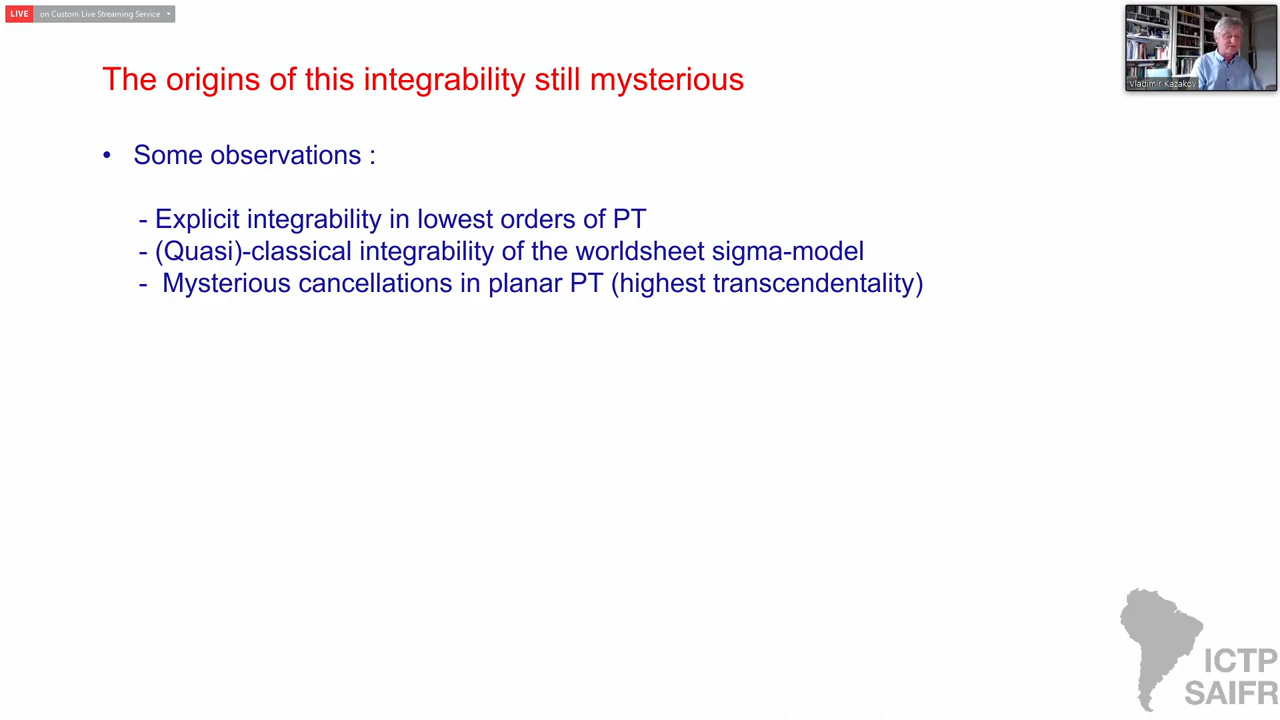 LIVE on Custom Live Streaming Service
The origins of this integrability still mysterious
Vladimir Kazakov
• Some observations :
- Explicit integrability in lowest orders of PT
- (Quasi)-classical integrability of the worldsheet sigma-model
- Mysterious cancellations in planar PT (highest transcendentality)
ICTP
SAIFR